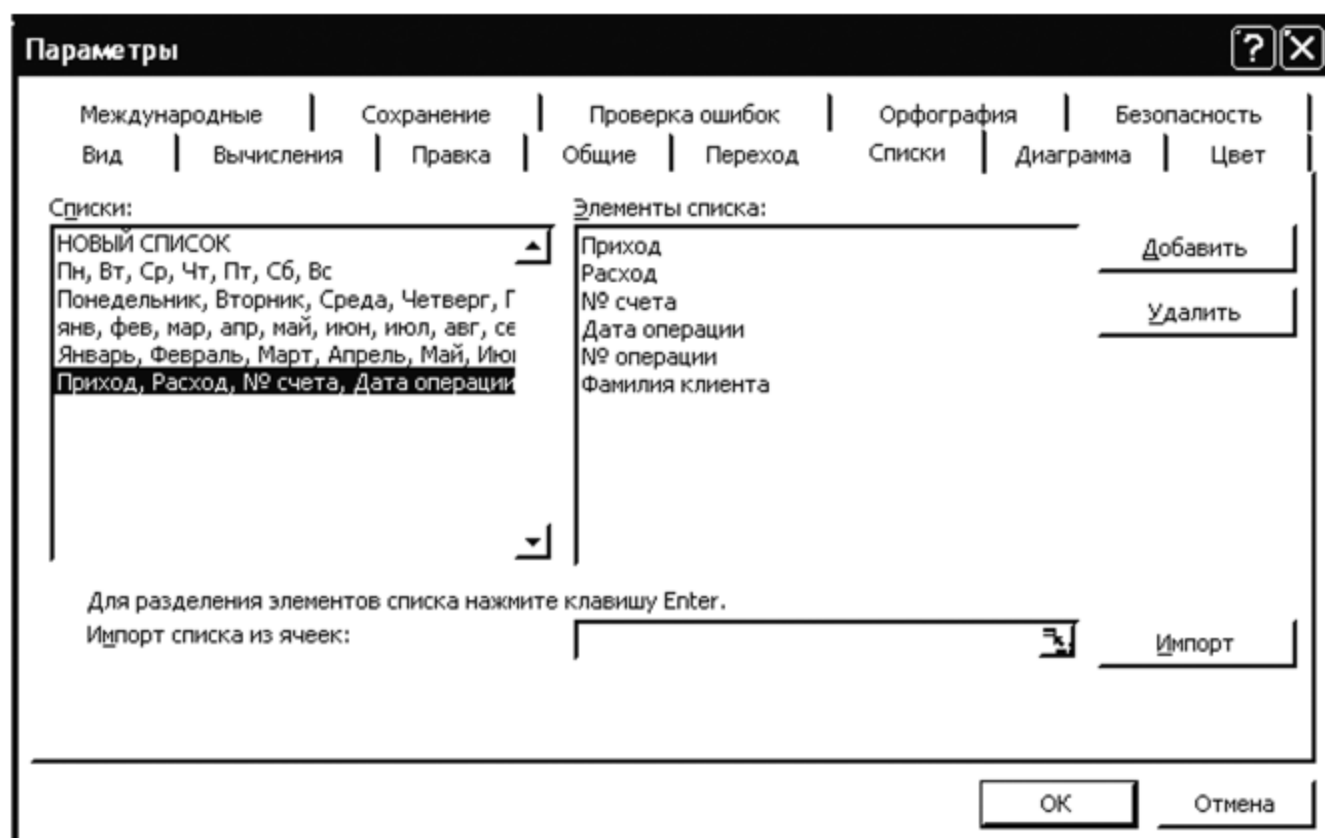 Параметры
Международные Сохранение Проверка ошибок Орфография Безопасность
Вид Вычисления Правка Общие Переход Списки Диаграмма Цвет
Списки:
НОВЫЙ СПИСОК
Пн, Вт, Ср, Чт, Пт, Сб, Вс
Понедельник, Вторник, Среда, Четверг, П
янв, фев, мар, апр, май, июн, июл, авг, се
Январь, Февраль, Март, Апрель, Май, Июн
Приход, Расход, № счета, Дата операции
Элементы списка:
Приход
Расход
№ счета
Дата операции
№ операции
Фамилия клиента
Добавить
Удалить
Для разделения элементов списка нажмите клавишу Enter.
Импорт списка из ячеек:
Импорт
ОК Отмена